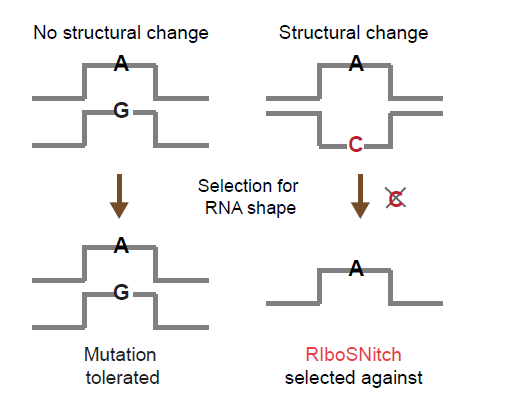 No structural change
Structural change
A
A
G
C
Selection for
RNA shape
C
A
G
A
Mutation
tolerated
RIboSNitch
selected against